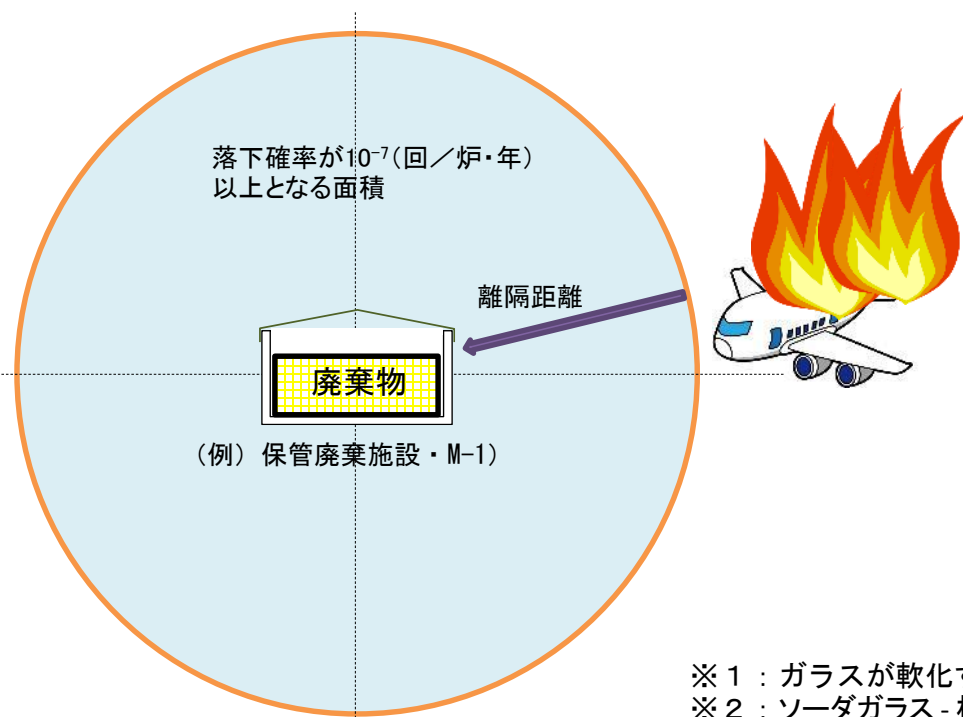 落下確率が10⁻⁷(回／炉・年)
以上となる面積
離隔距離
廃棄物
（例）保管廃棄施設・M-1）
※１：ガラスが軟化
※２：ソーダガラス-